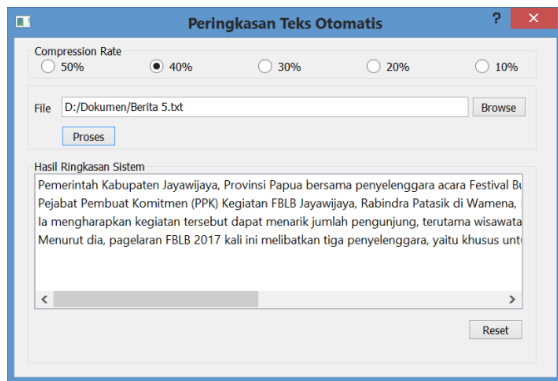 Peringkasan Teks Otomatis
Compression Rate
50% 40% 30% 20% 10%
File D:/Dokumen/Berita 5.txt Browse
Proses
Hasil Ringkasan Sistem
Pemerintah Kabupaten Jayawijaya, Provinsi Papua bersama penyelenggara acara Festival
Pejabat Pembuat Komitmen (PPK) Kegiatan FBLB Jayawijaya, Rabindra Patasik di Wamena,
Ia mengharapkan kegiatan tersebut dapat menarik jumlah pengunjung, terutama wisawata
Menurut dia, pagelaran FBLB 2017 kali ini melibatkan tiga penyelenggara, yaitu khusus
Reset